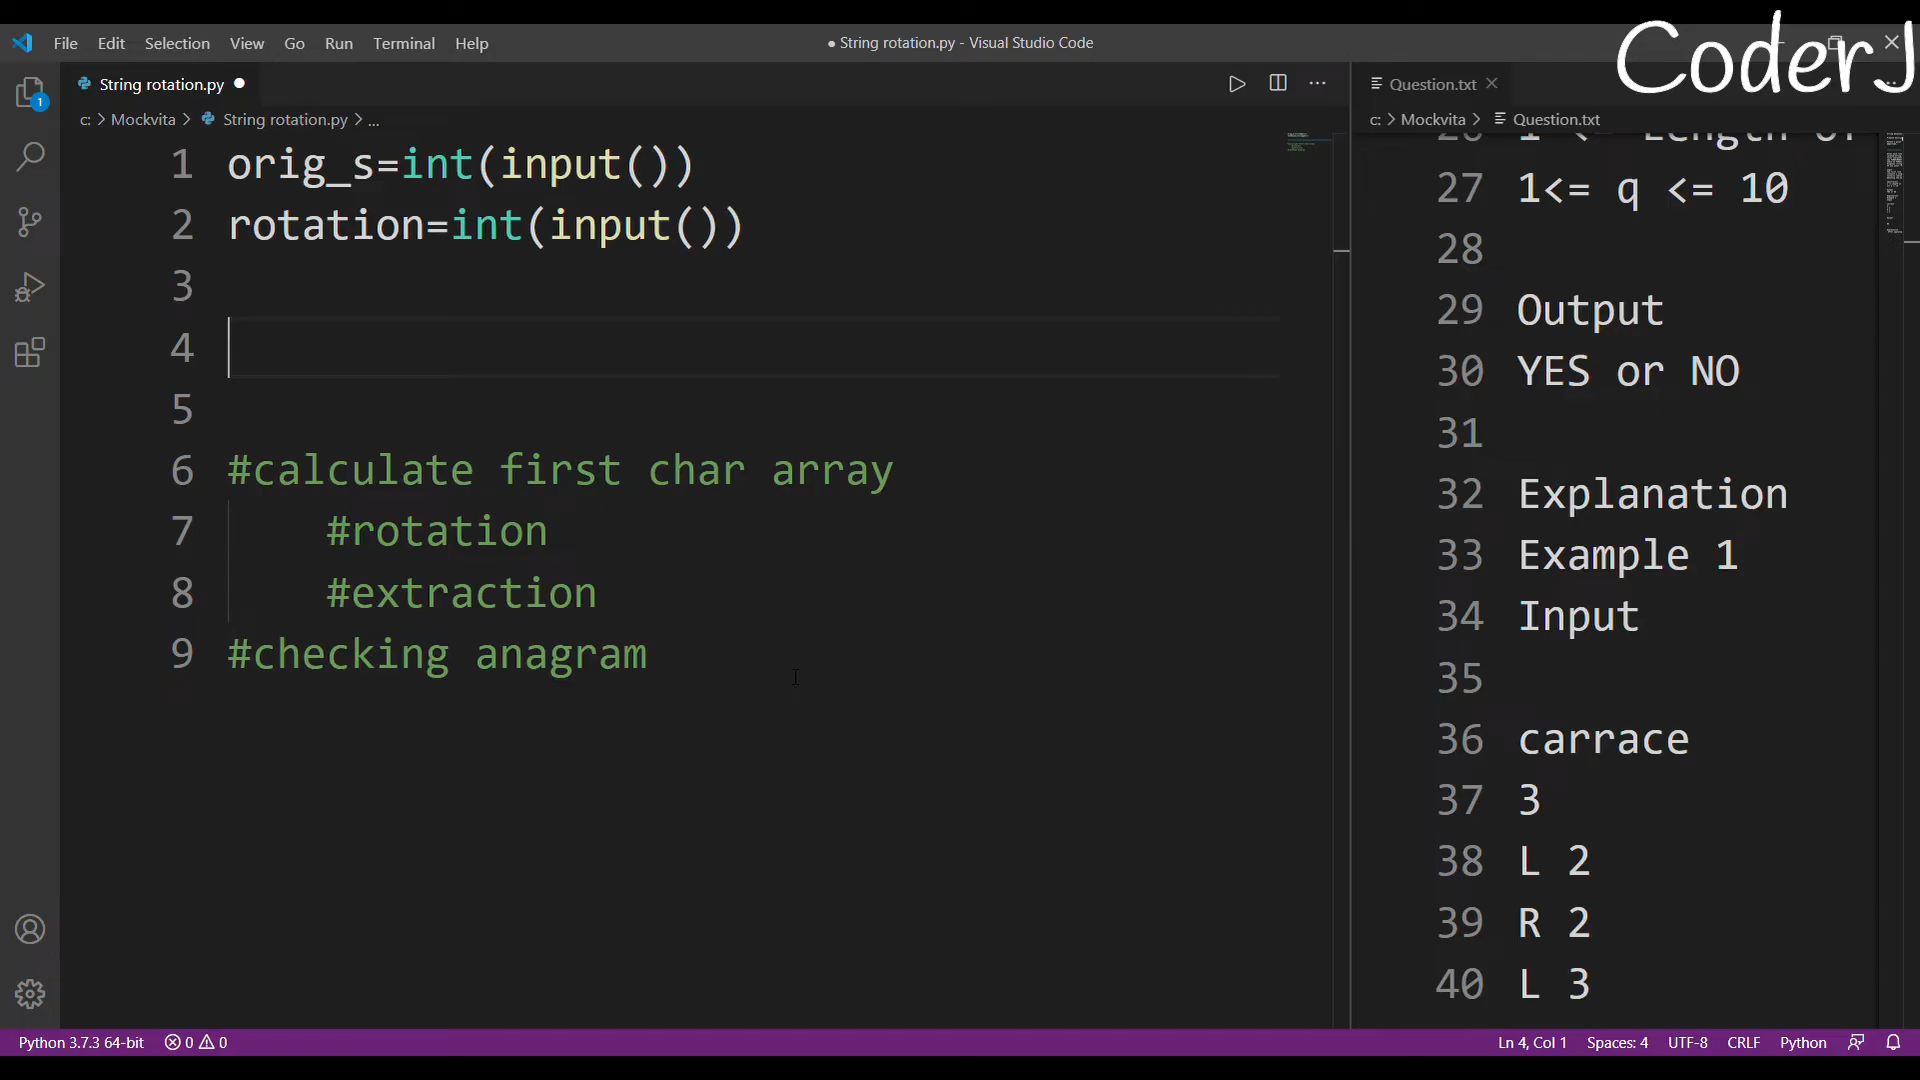 CoderJ
File Edit Selection View Go Run Terminal Help
● String rotation.py - Visual Studio Code
String rotation.py ●
Question.txt
c: > Mockvita > String rotation.py > ...
c: > Mockvita > Question.txt
1 orig_s=int(input())
2 rotation=int(input())
3
4
5
6 #calculate first char array
7 #rotation
8 #extraction
9 #checking anagram
Length of
27 1<= q <= 10
28
29 Output
30 YES or NO
31
32 Explanation
33 Example 1
34 Input
35
36 carrace
37 3
38 L 2
39 R 2
40 L 3
1
Python 3.7.3 64-bit 0 0 Ln 4, Col 1 Spaces: 4 UTF-8 CRLF Python